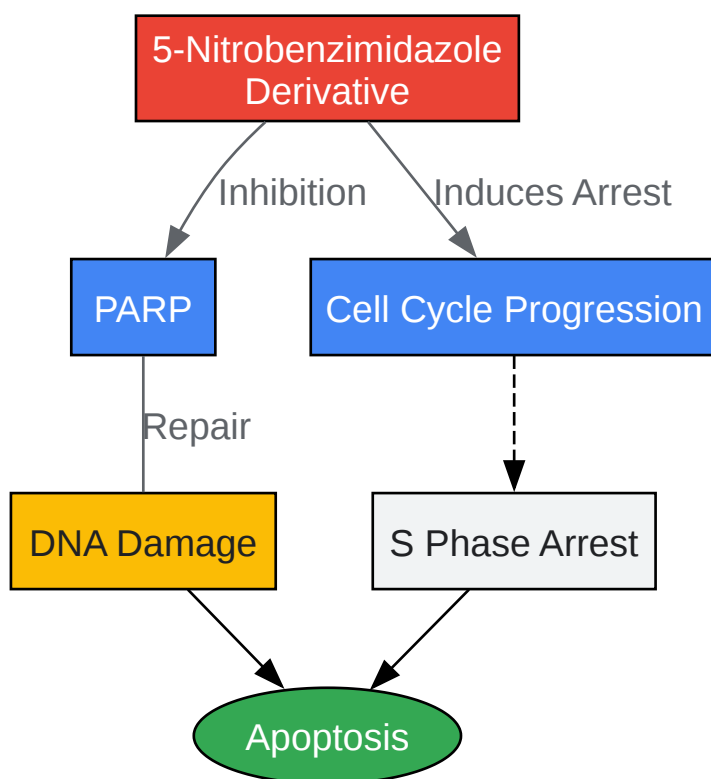 5-Nitrobenzimidazole
Derivative
Inhibition
Induces Arrest
PARP
Cell Cycle Progression
Repair
DNA Damage
S Phase Arrest
Apoptosis